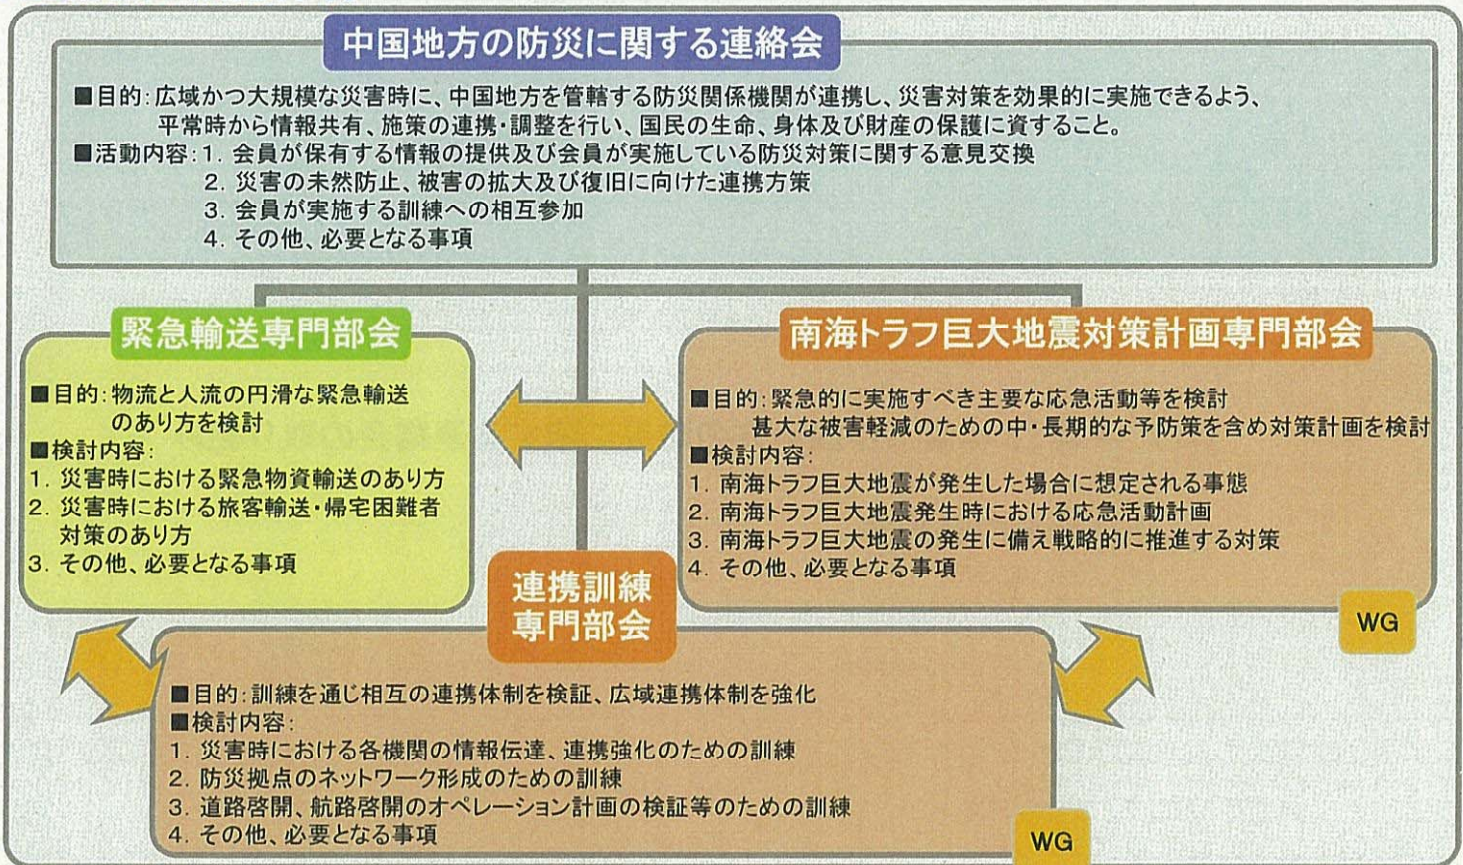 中国地方の防災に関する連絡会
■目的:広域かつ大規模な災害時に、中国地方を管轄する防災関係機関が連携し、災害対策を効果的に実施できるよう、
平常時から情報共有、施策の連携・調整を行い、国民の生命、身体及び財産の保護に資すること。
■活動内容:1. 会員が保有する情報の提供及び会員が実施している防災対策に関する意見交換
2. 災害の未然防止、被害の拡大及び復旧に向けた連携方策
3. 会員が実施する訓練への相互参加
4. その他、必要となる事項
緊急輸送専門部会
■目的:物流と人流の円滑な緊急輸送
のあり方を検討
■検討内容:
1. 災害時における緊急物資輸送のあり方
2. 災害時における旅客輸送・帰宅困難者
対策のあり方
3. その他、必要となる事項
南海トラフ巨大地震対策計画専門部会
■目的:緊急的に実施すべき主要な応急活動等を検討
甚大な被害軽減のための中・長期的な予防策を含め対策計画を検討
■検討内容:
1. 南海トラフ巨大地震が発生した場合に想定される事態
2. 南海トラフ巨大地震発生時における応急活動計画
3. 南海トラフ巨大地震の発生に備え戦略的に推進する対策
4. その他、必要となる事項
WG
連携訓練
専門部会
■目的:訓練を通じ相互の連携体制を検証、広域連携体制を強化
■検討内容:
1. 災害時における各機関の情報伝達、連携強化のための訓練
2. 防災拠点のネットワーク形成のための訓練
3. 道路啓開、航路啓開のオペレーション計画の検証等のための訓練
4. その他、必要となる事項
WG